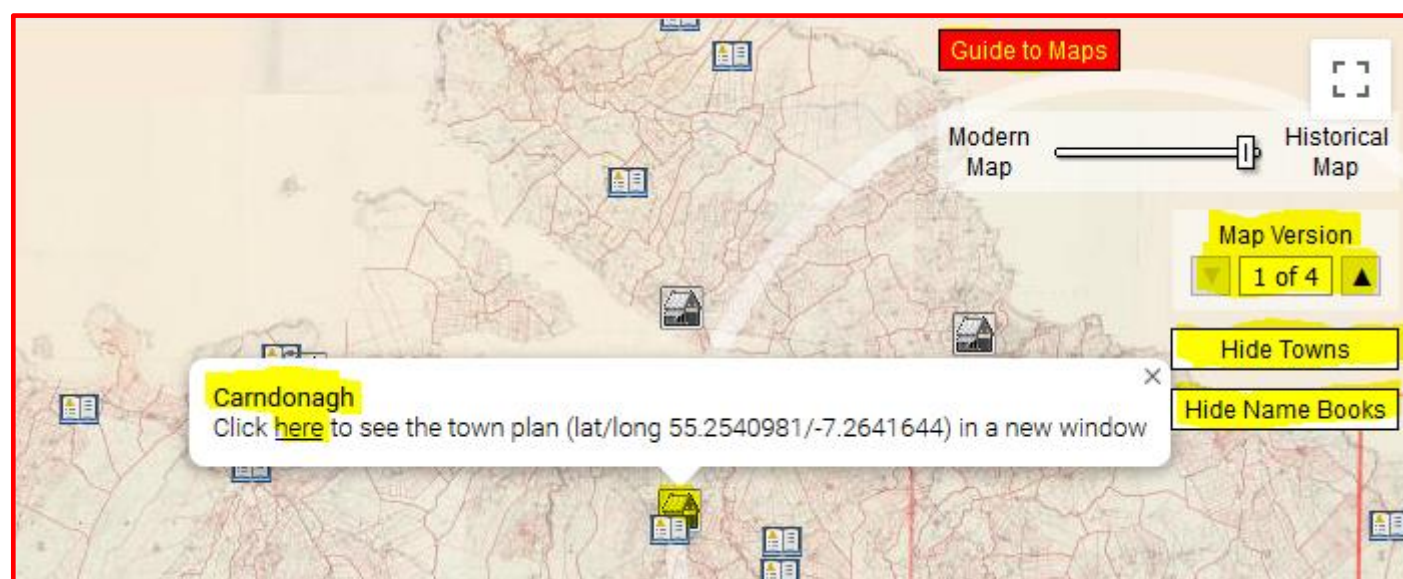 Guide to Maps
Modern
Map
Historical
Map
Map Version
1 of 4
Hide Towns
Hide Name Books
Carndonagh
Click here to see the town plan (lat/long 55.2540981/-7.2641644) in a new window